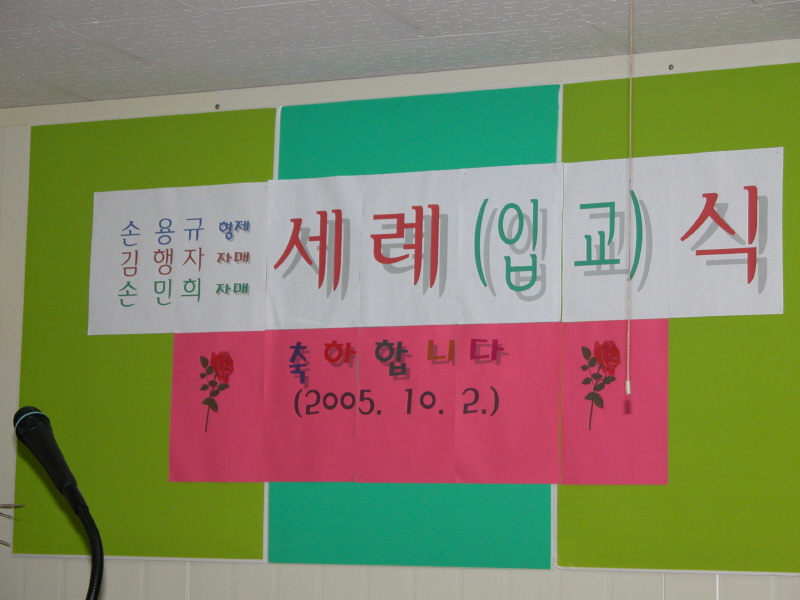 손용규 형제
김행자 자매
손민희 자매
세례(입교)식
축하합니다
(2005. 10. 2.)